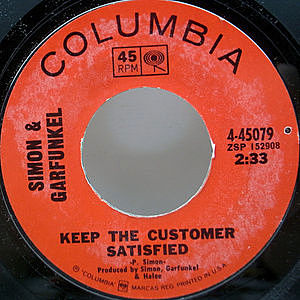 COLUMBIA
45
RPM
SIMON &
GARFUNKEL
4-45079
ZSP 152908
2:33
KEEP THE CUSTOMER
SATISFIED
-P. Simon-
Produced by Simon, Garfunkel
& Halee
"COLUMBIA", MARCAS REG. PRINTED IN U.S.A.